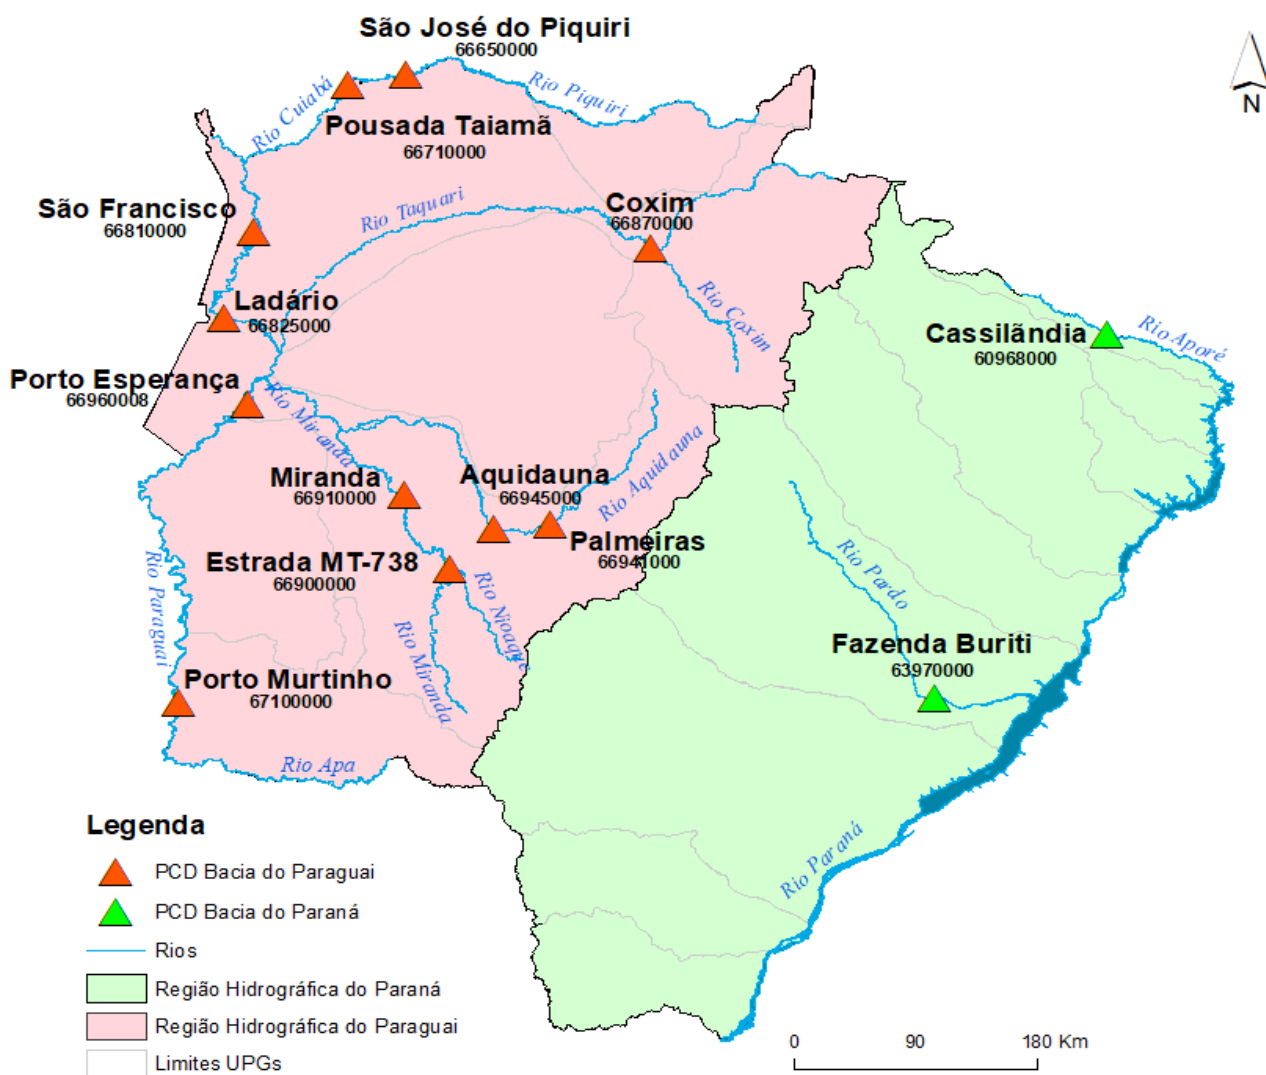 São José do Piquiri
66650000
Rio Piquiri
Rio Cuiabá
Pousada Taiamã
66710000
N
São Francisco
66810000
Rio Taquari
Coxim
66870000
Ladário
66825000
Rio Coxim
Cassilãndia
60968000
Rio Aporé
Porto Esperança
66960008
Rio Miranda
Miranda
66910000
Aquidauna
66945000
Rio Aquidauna
Estrada MT-738
66900000
Palmeiras
66941000
Rio Nioaque
Rio Miranda
Rio Paraguai
Rio Pardo
Fazenda Buriti
63970000
Porto Murtinho
67100000
Rio Apa
Rio Paraná
Legenda
PCD Bacia do Paraguai
PCD Bacia do Paraná
Rios
Região Hidrográfica do Paraná
Região Hidrográfica do Paraguai
Limites UPGs
0 90 180 Km